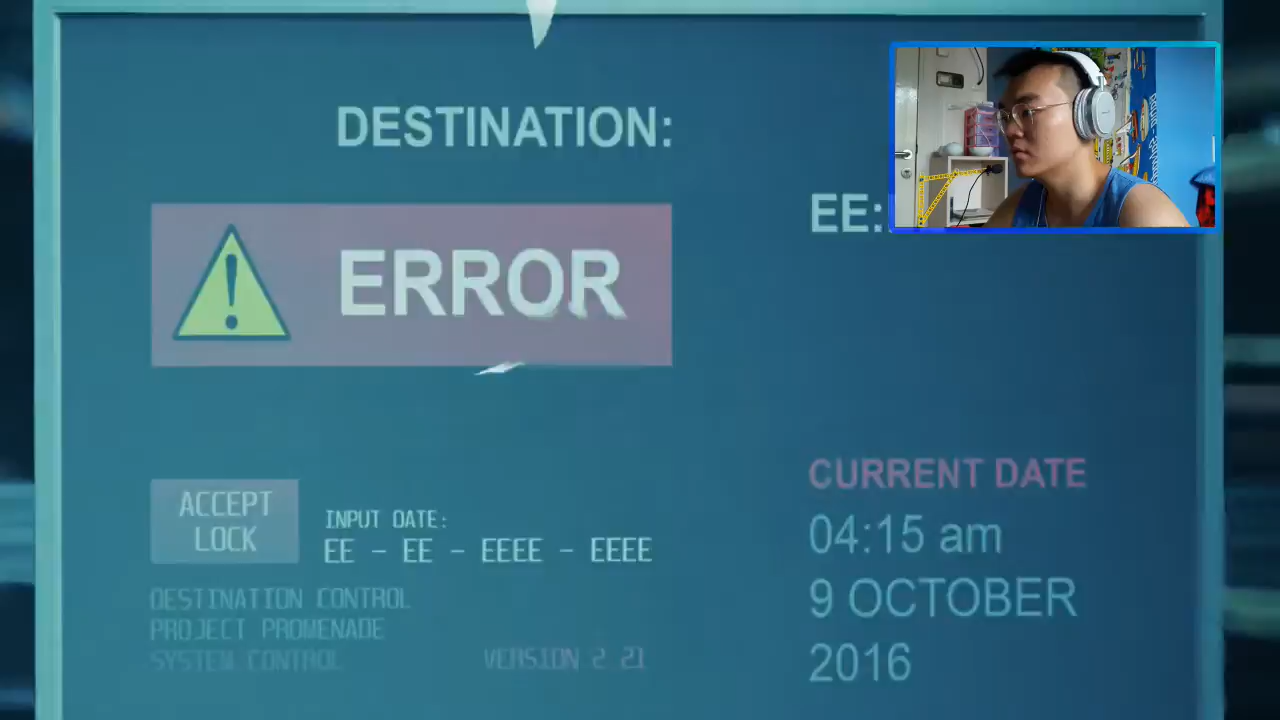 DESTINATION:
ERROR
EE:
ACCEPT
LOCK
INPUT DATE:
EE - EE - EEEE - EEEE
DESTINATION CONTROL
PROJECT PROMENADE
SYSTEM CONTROL
VERSION 2 21
CURRENT DATE
04:15 am
9 OCTOBER
2016